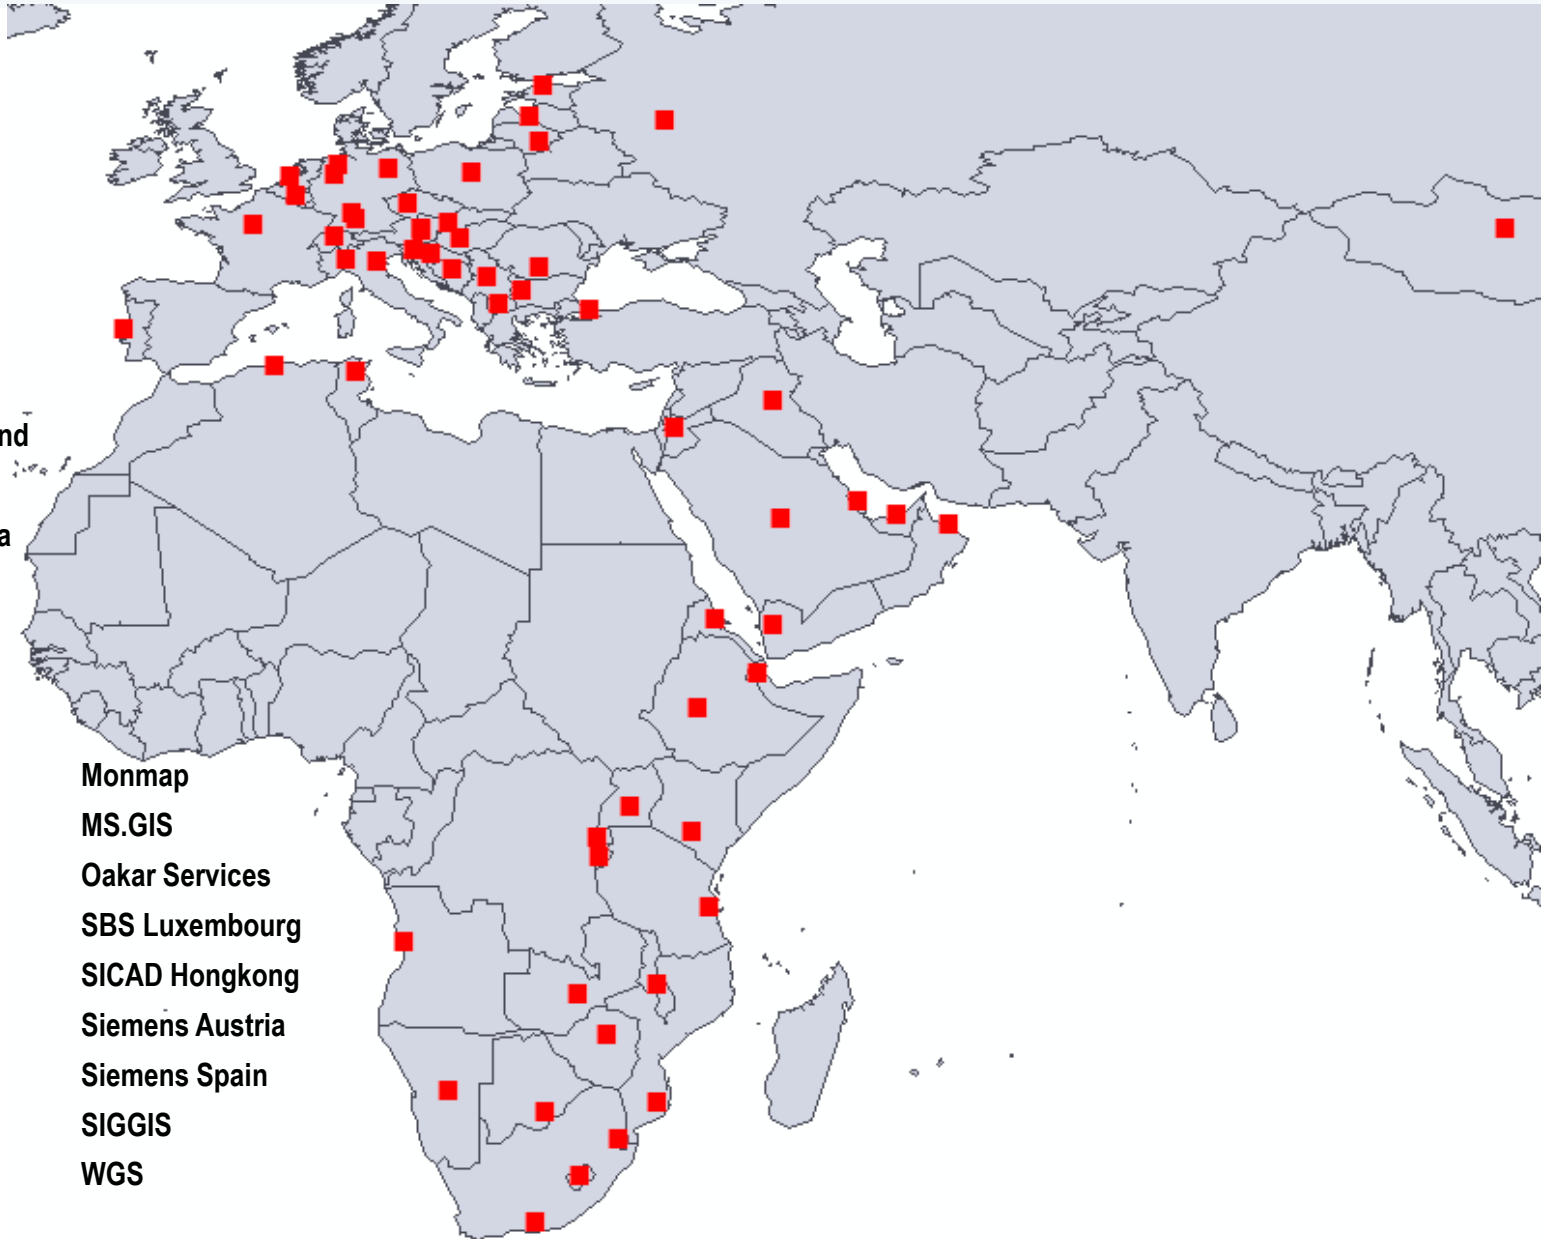 nd
a
Monmap
MS.GIS
Oakar Services
SBS Luxembourg
SICAD Hongkong
Siemens Austria
Siemens Spain
SIGGIS
WGS